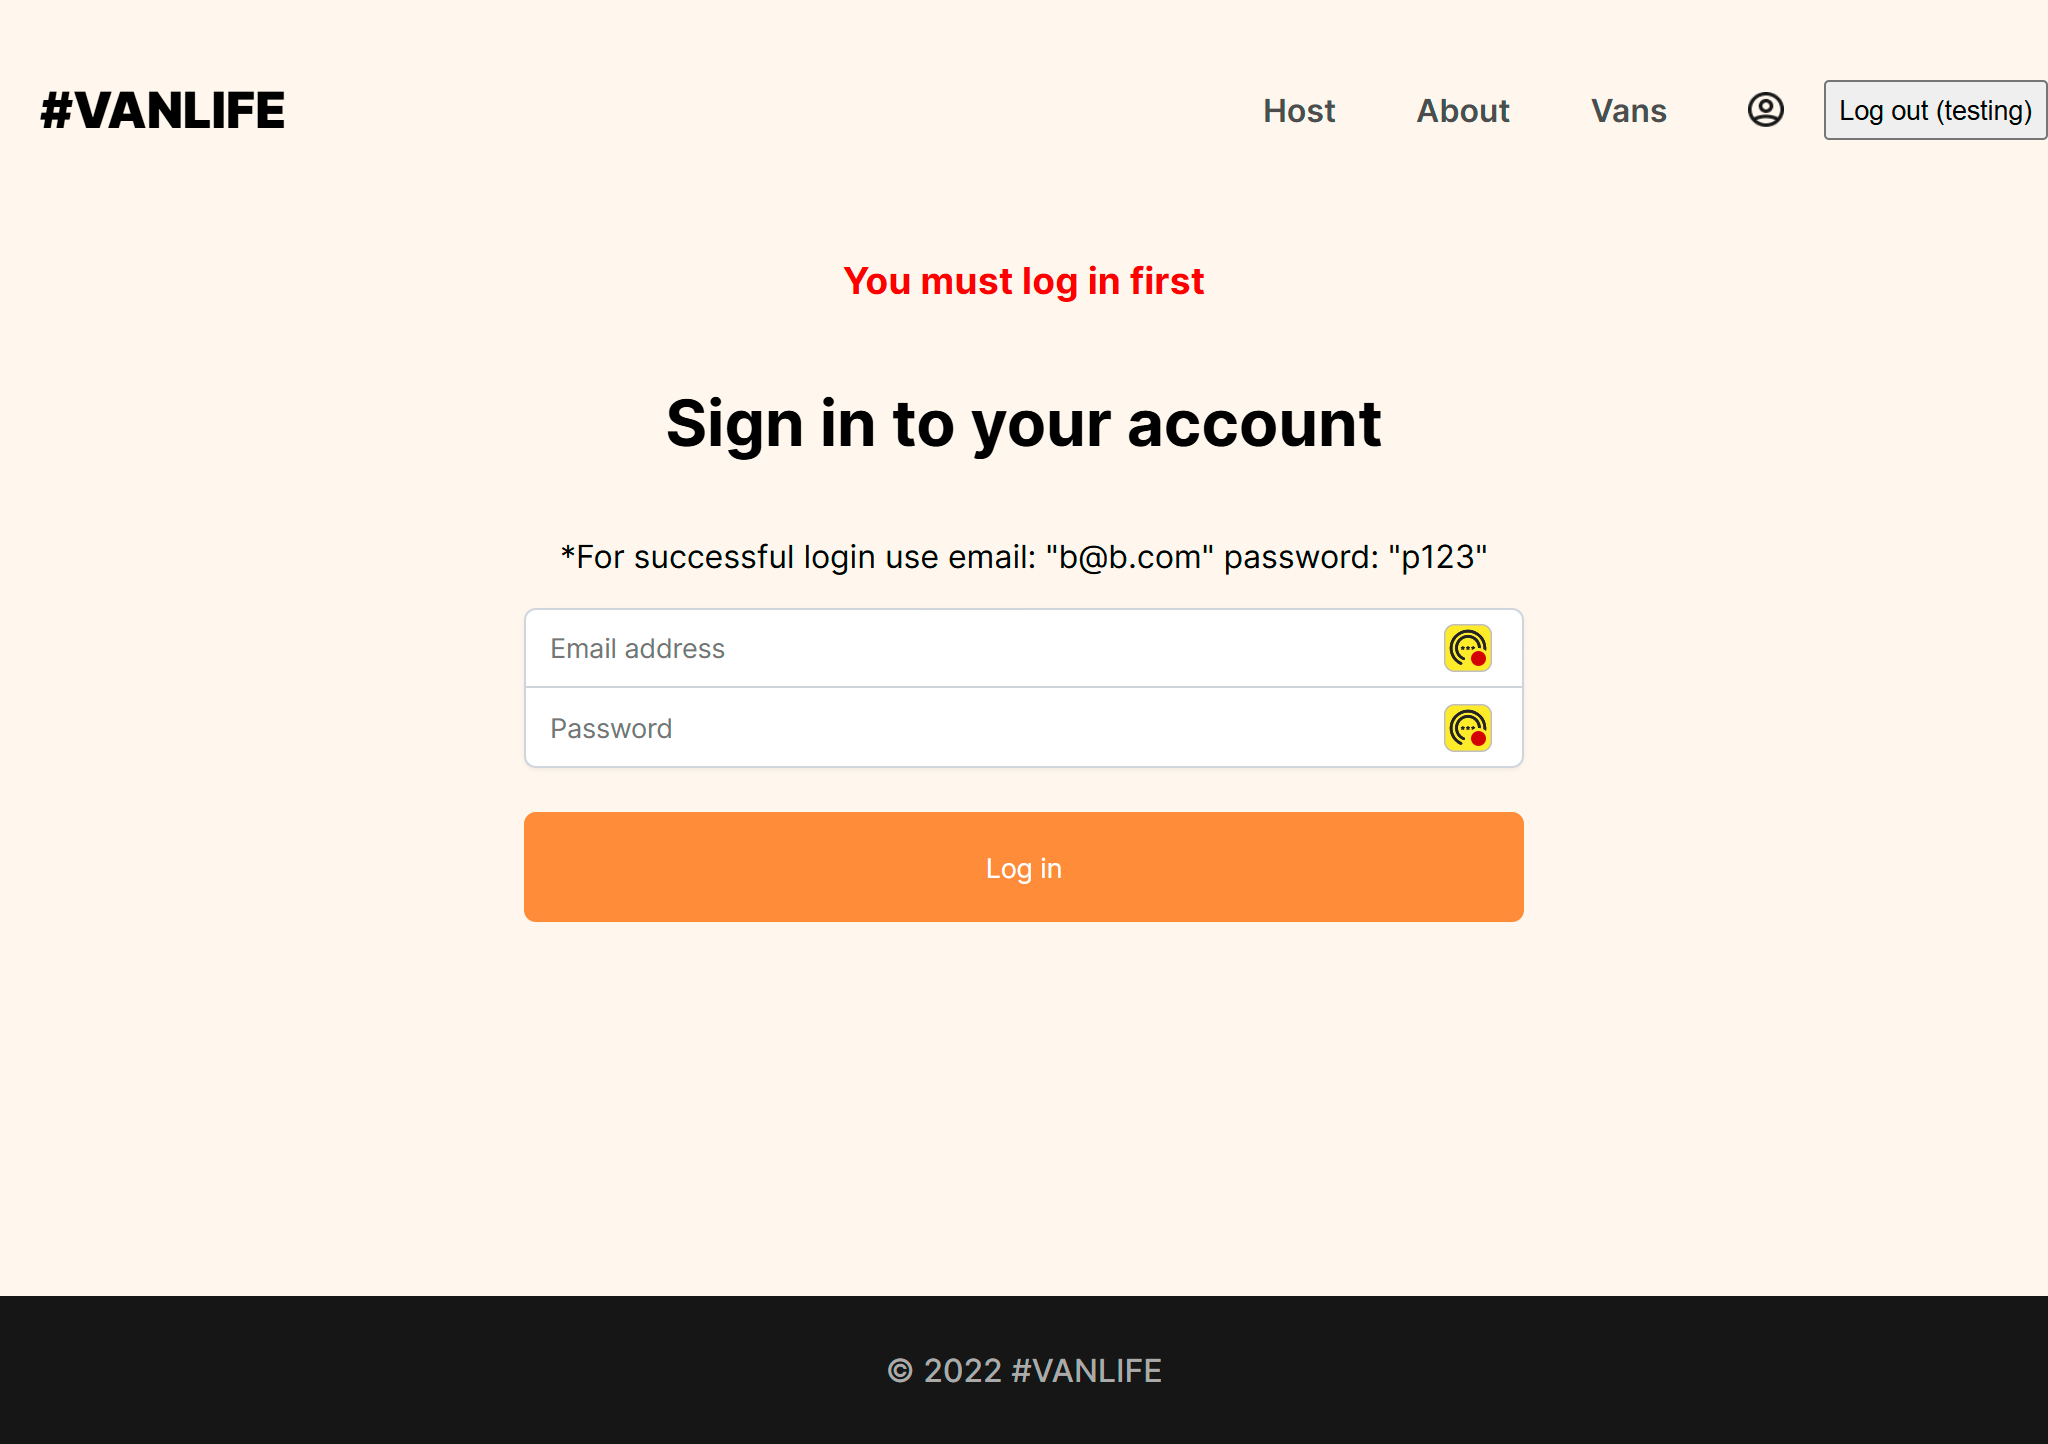 #VANLIFE
Host
About
Vans
Log out (testing)
You must log in first
Sign in to your account
*For successful login use email: "b@b.com" password: "p123"
Email address
Password
Log in
© 2022 #VANLIFE